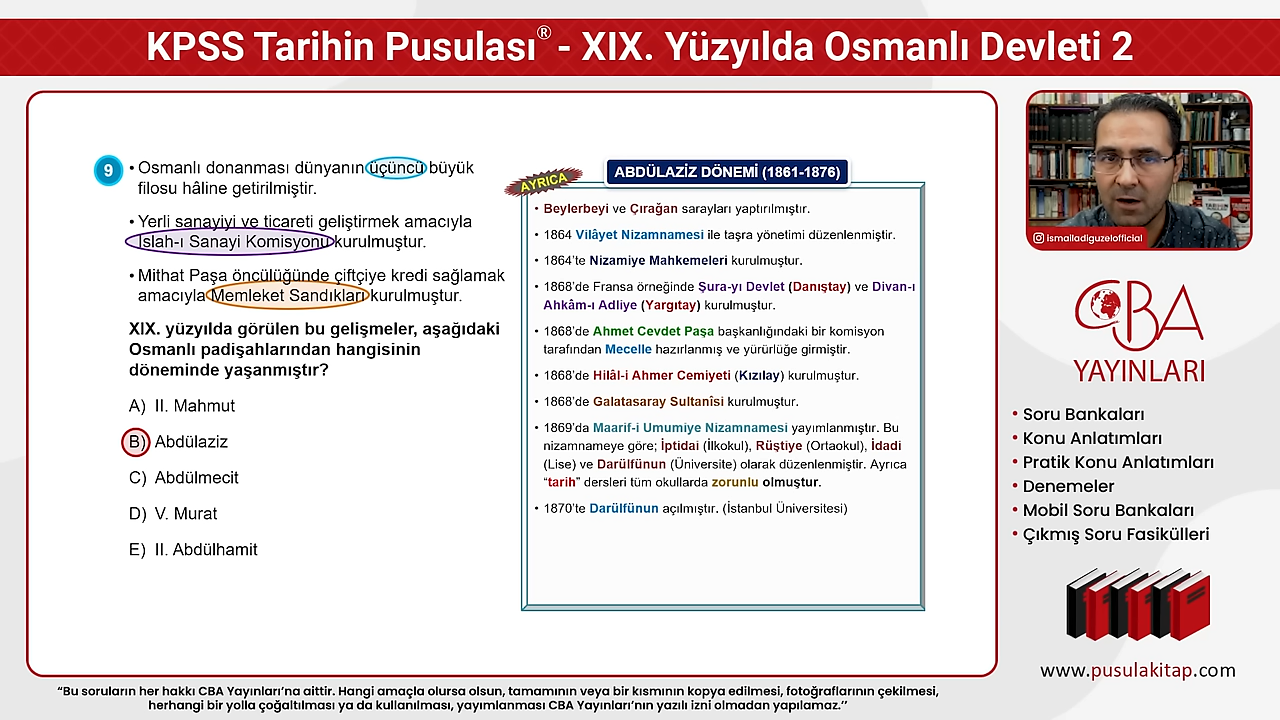 KPSS Tarihin Pusulası® - XIX. Yüzyılda Osmanlı Devleti 2
9
• Osmanlı donanması dünyanın üçüncü büyük
filosu hâline getirilmiştir.
• Yerli sanayiyi ve ticareti geliştirmek amacıyla
Islah-ı Sanayi Komisyonu kurulmuştur.
• Mithat Paşa öncülüğünde çiftçiye kredi sağlamak
amacıyla Memleket Sandıkları kurulmuştur.
XIX. yüzyılda görülen bu gelişmeler, aşağıdaki
Osmanlı padişahlarından hangisinin
döneminde yaşanmıştır?
A) II. Mahmut
B) Abdülaziz
C) Abdülmecit
D) V. Murat
E) II. Abdülhamit
AYRICA
ABDÜLAZİZ DÖNEMİ (1861-1876)
• Beylerbeyi ve Çırağan sarayları yaptırılmıştır.
• 1864 Vilâyet Nizamnamesi ile taşra yönetimi düzenlenmiştir.
• 1864'te Nizamiye Mahkemeleri kurulmuştur.
• 1868'de Fransa örneğinde Şura-yı Devlet (Danıştay) ve Divan-ı
Ahkâm-ı Adliye (Yargıtay) kurulmuştur.
• 1868'de Ahmet Cevdet Paşa başkanlığındaki bir komisyon
tarafından Mecelle hazırlanmış ve yürürlüğe girmiştir.
• 1868'de Hilâl-i Ahmer Cemiyeti (Kızılay) kurulmuştur.
• 1868'de Galatasaray Sultanîsi kurulmuştur.
• 1869'da Maarif-i Umumiye Nizamnamesi yayımlanmıştır. Bu
nizamnameye göre; İptidai (İlkokul), Rüştiye (Ortaokul), İdadi
(Lise) ve Darülfünun (Üniversite) olarak düzenlenmiştir. Ayrıca
“tarih” dersleri tüm okullarda zorunlu olmuştur.
• 1870'te Darülfünun açılmıştır. (İstanbul Üniversitesi)
ismailadiguzelofficial
CBA
YAYINLARI
• Soru Bankaları
• Konu Anlatımları
• Pratik Konu Anlatımları
• Denemeler
• Mobil Soru Bankaları
• Çıkmış Soru Fasikülleri
www.pusulakitap.com
“Bu soruların her hakkı CBA Yayınları’na aittir. Hangi amaçla olursa olsun, tamamının veya bir kısmının kopya edilmesi, fotoğraflarının çekilmesi,
herhangi bir yolla çoğaltılması ya da kullanılması, yayımlanması CBA Yayınları’nın yazılı izni olmadan yapılamaz.’’